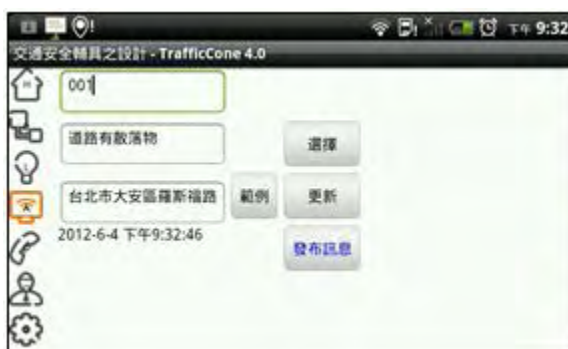 下午 9:32
交通安全輔具之設計 - TrafficCone 4.0
001
道路有散落物
選擇
台北市大安區羅斯福路
範例
更新
2012-6-4 下午9:32:46
發布訊息